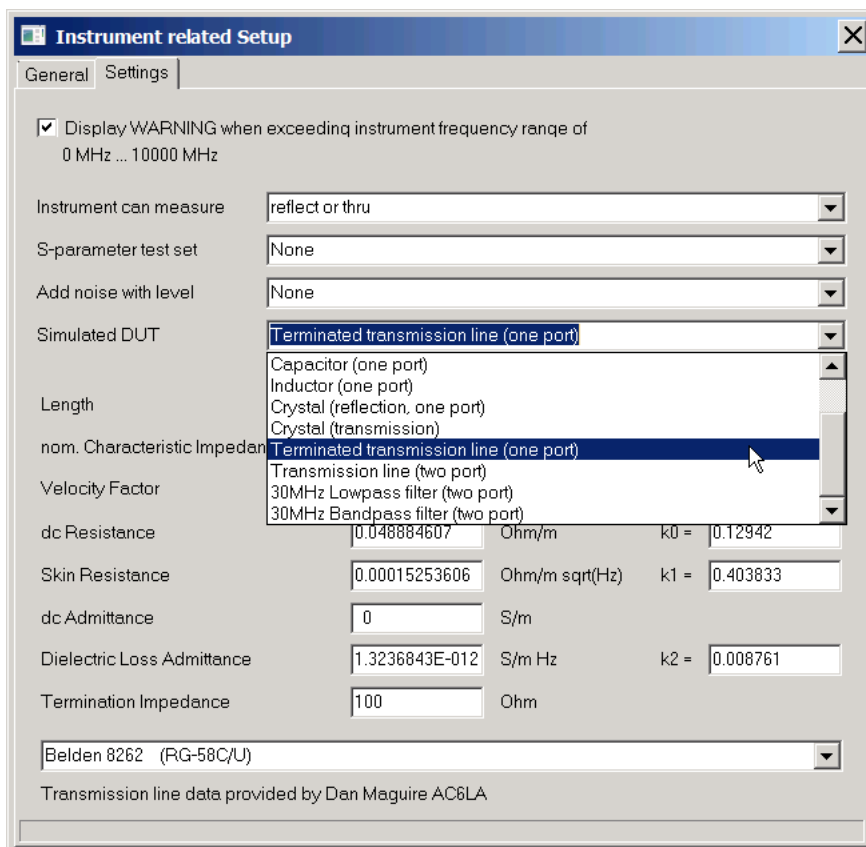 Instrument related Setup
General Settings
Display WARNING when exceeding instrument frequency range of
0 MHz ... 10000 MHz
Instrument can measure reflect or thru
S-parameter test set None
Add noise with level None
Simulated DUT Terminated transmission line (one port)
Capacitor (one port)
Inductor (one port)
Length Crystal (reflection, one port)
Crystal (transmission)
nom. Characteristic Impedan Terminated transmission line (one port)
Transmission line (two port)
Velocity Factor 30MHz Lowpass filter (two port)
30MHz Bandpass filter (two port)
dc Resistance 0.048884607 Ohm/m k0 = 0.12942
Skin Resistance 0.00015253606 Ohm/m sqrt(Hz) k1 = 0.403833
dc Admittance 0 S/m
Dielectric Loss Admittance 1.3236843E-012 S/m Hz k2 = 0.008761
Termination Impedance 100 Ohm
Belden 8262 (RG-58C/U)
Transmission line data provided by Dan Maguire AC6LA